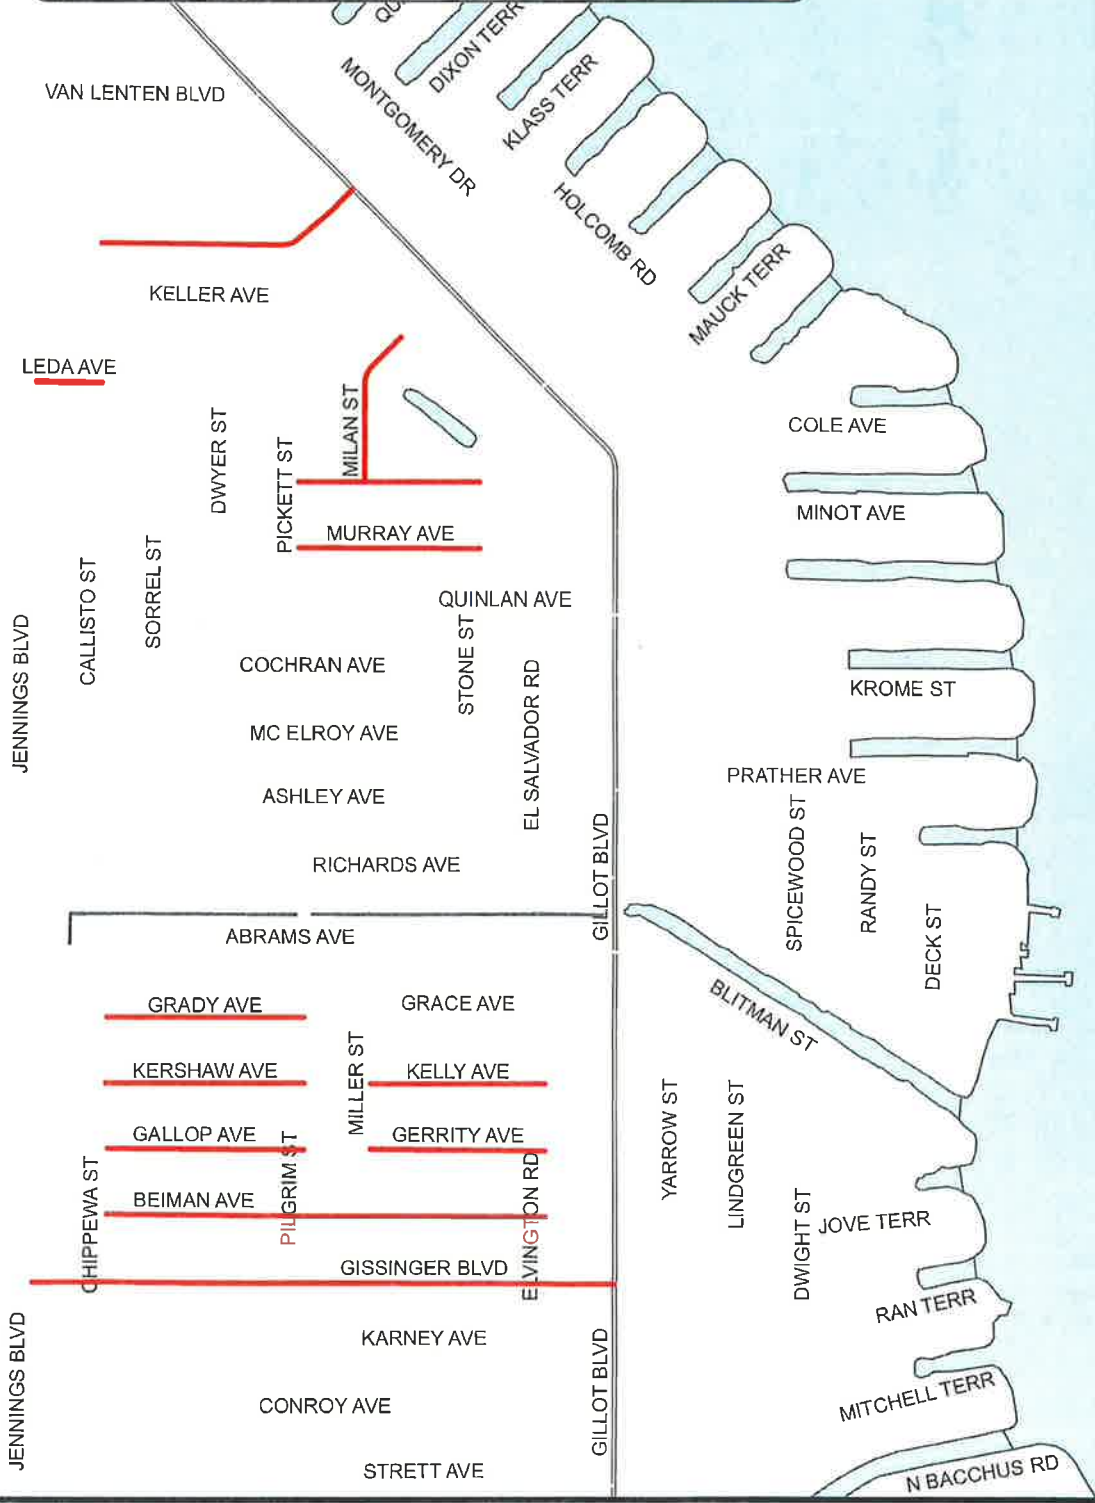 QU
DIXON TERR
KLASS TERR
MONTGOMERY DR
VAN LENTEN BLVD
HOLCOMB RD
MAUCK TERR
KELLER AVE
LEDA AVE
MILAN ST
DWYER ST
PICKETT ST
COLE AVE
MINOT AVE
MURRAY AVE
SORREL ST
CALLISTO ST
QUINLAN AVE
STONE ST
JENNINGS BLVD
COCHRAN AVE
EL SALVADOR RD
KROME ST
MC ELROY AVE
PRATHER AVE
ASHLEY AVE
SPICEWOOD ST
RANDY ST
GILLOT BLVD
RICHARDS AVE
DECK ST
ABRAMS AVE
GRADY AVE
GRACE AVE
BLITMAN ST
MILLER ST
KERSHAW AVE
KELLY AVE
YARROW ST
LINDGREEN ST
GALLOP AVE
PILGRIM ST
GERRITY AVE
CHIPPEWA ST
ELVINGTON RD
BEIMAN AVE
DWIGHT ST
JOVE TERR
GISSINGER BLVD
RAN TERR
JENNINGS BLVD
KARNEY AVE
GILLOT BLVD
MITCHELL TERR
CONROY AVE
STRETT AVE
N BACCHUS RD